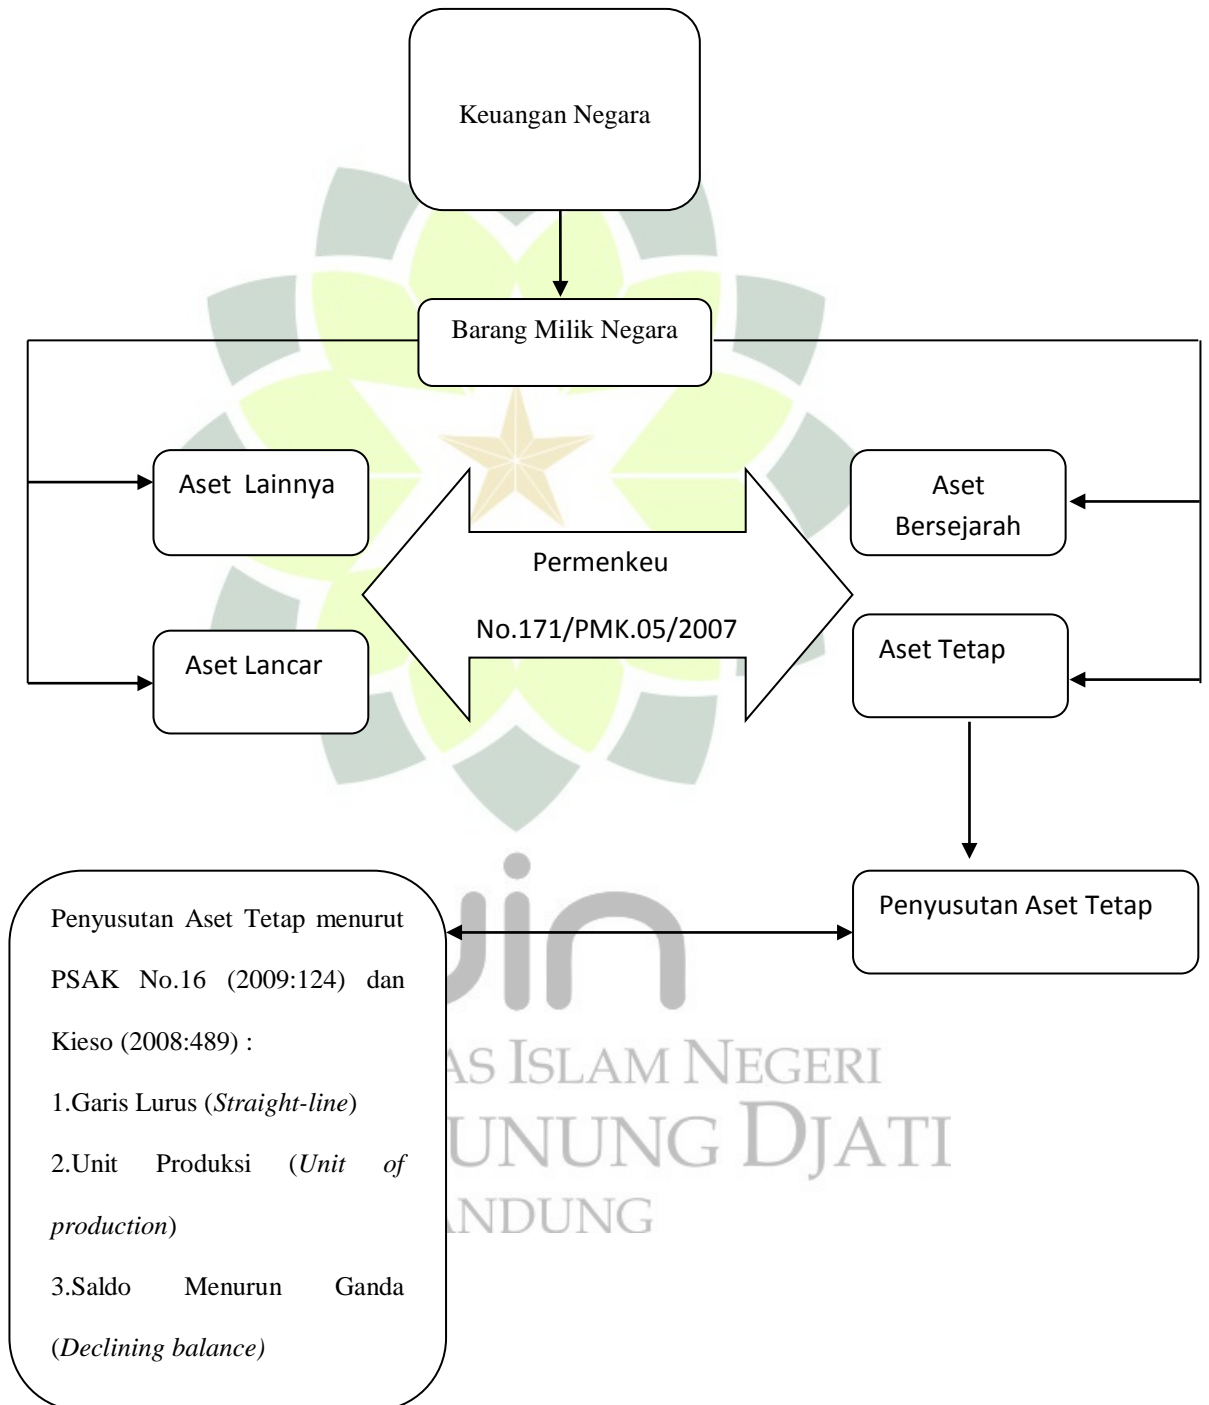 Keuangan Negara
Barang Milik Negara
Aset Lainnya
Aset
Bersejarah
Permenkeu
No.171/PMK.05/2007
Aset Lancar
Aset Tetap
Penyusutan Aset Tetap
Penyusutan Aset Tetap menurut
PSAK No.16 (2009:124) dan
Kieso (2008:489) :
1.Garis Lurus (Straight-line)
2.Unit Produksi (Unit of
production)
3.Saldo Menurun Ganda
(Declining balance)
uin
AS ISLAM NEGERI
UNUNG DJATI
NDUNG